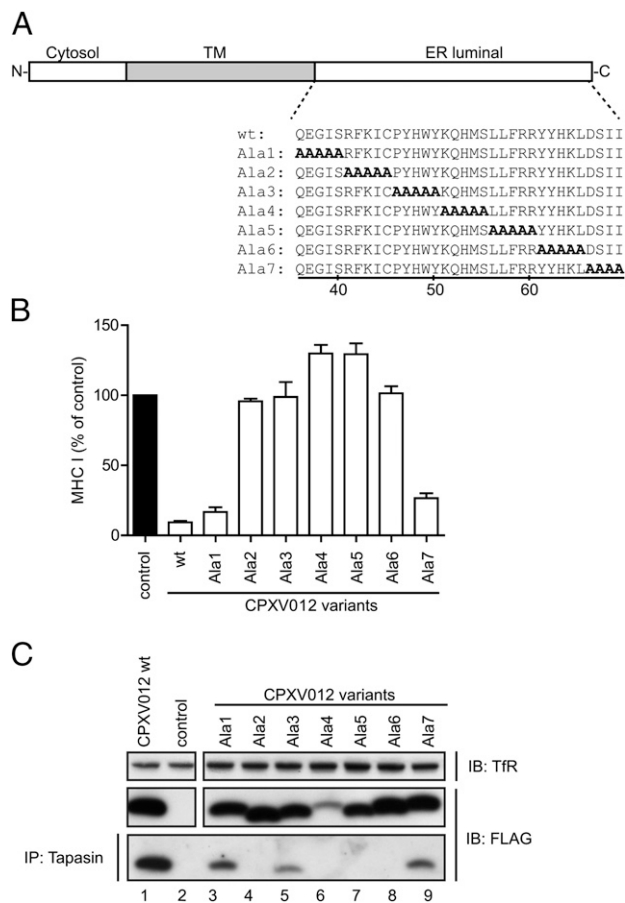 A
Cytosol TM ER luminal
N- -C
wt: QEGISRFKICPYHWYKQHMSLLFRRYYHKLDSII
Ala1: AAAAARFKICPYHWYKQHMSLLFRRYYHKLDSII
Ala2: QEGISAAAAAPYHWYKQHMSLLFRRYYHKLDSII
Ala3: QEGISRFKICAAAAAKQHMSLLFRRYYHKLDSII
Ala4: QEGISRFKICPYHWYAAAAALLFRRYYHKLDSII
Ala5: QEGISRFKICPYHWYKQHMSAAAAAYYHKLDSII
Ala6: QEGISRFKICPYHWYKQHMSLLFRRAAAAADSII
Ala7: QEGISRFKICPYHWYKQHMSLLFRRYYHKLAAAA
40 50 60
B
MHC I (% of control)
150
100
50
0
control wt Ala1 Ala2 Ala3 Ala4 Ala5 Ala6 Ala7
CPXV012 variants
C
CPXV012 wt control
CPXV012 variants
Ala1 Ala2 Ala3 Ala4 Ala5 Ala6 Ala7
IB: TfR
IB: FLAG
IP: Tapasin
1 2 3 4 5 6 7 8 9